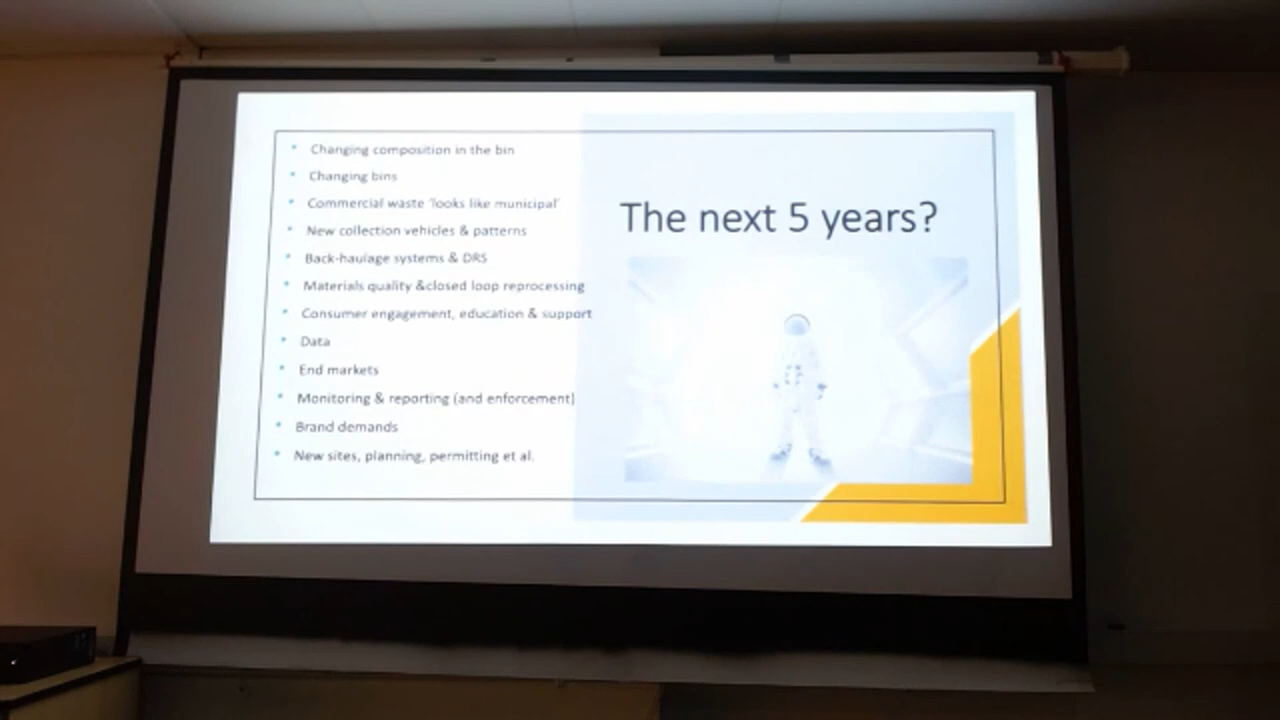 Changing composition in the bin
Changing bins
Commercial waste 'looks like municipal'
New collection vehicles & patterns
Back-haulage systems & DRS
Materials quality &closed loop reprocessing
Consumer engagement, education & support
Data
End markets
Monitoring & reporting (and enforcement)
Brand demands
New sites, planning, permitting et al.
The next 5 years?